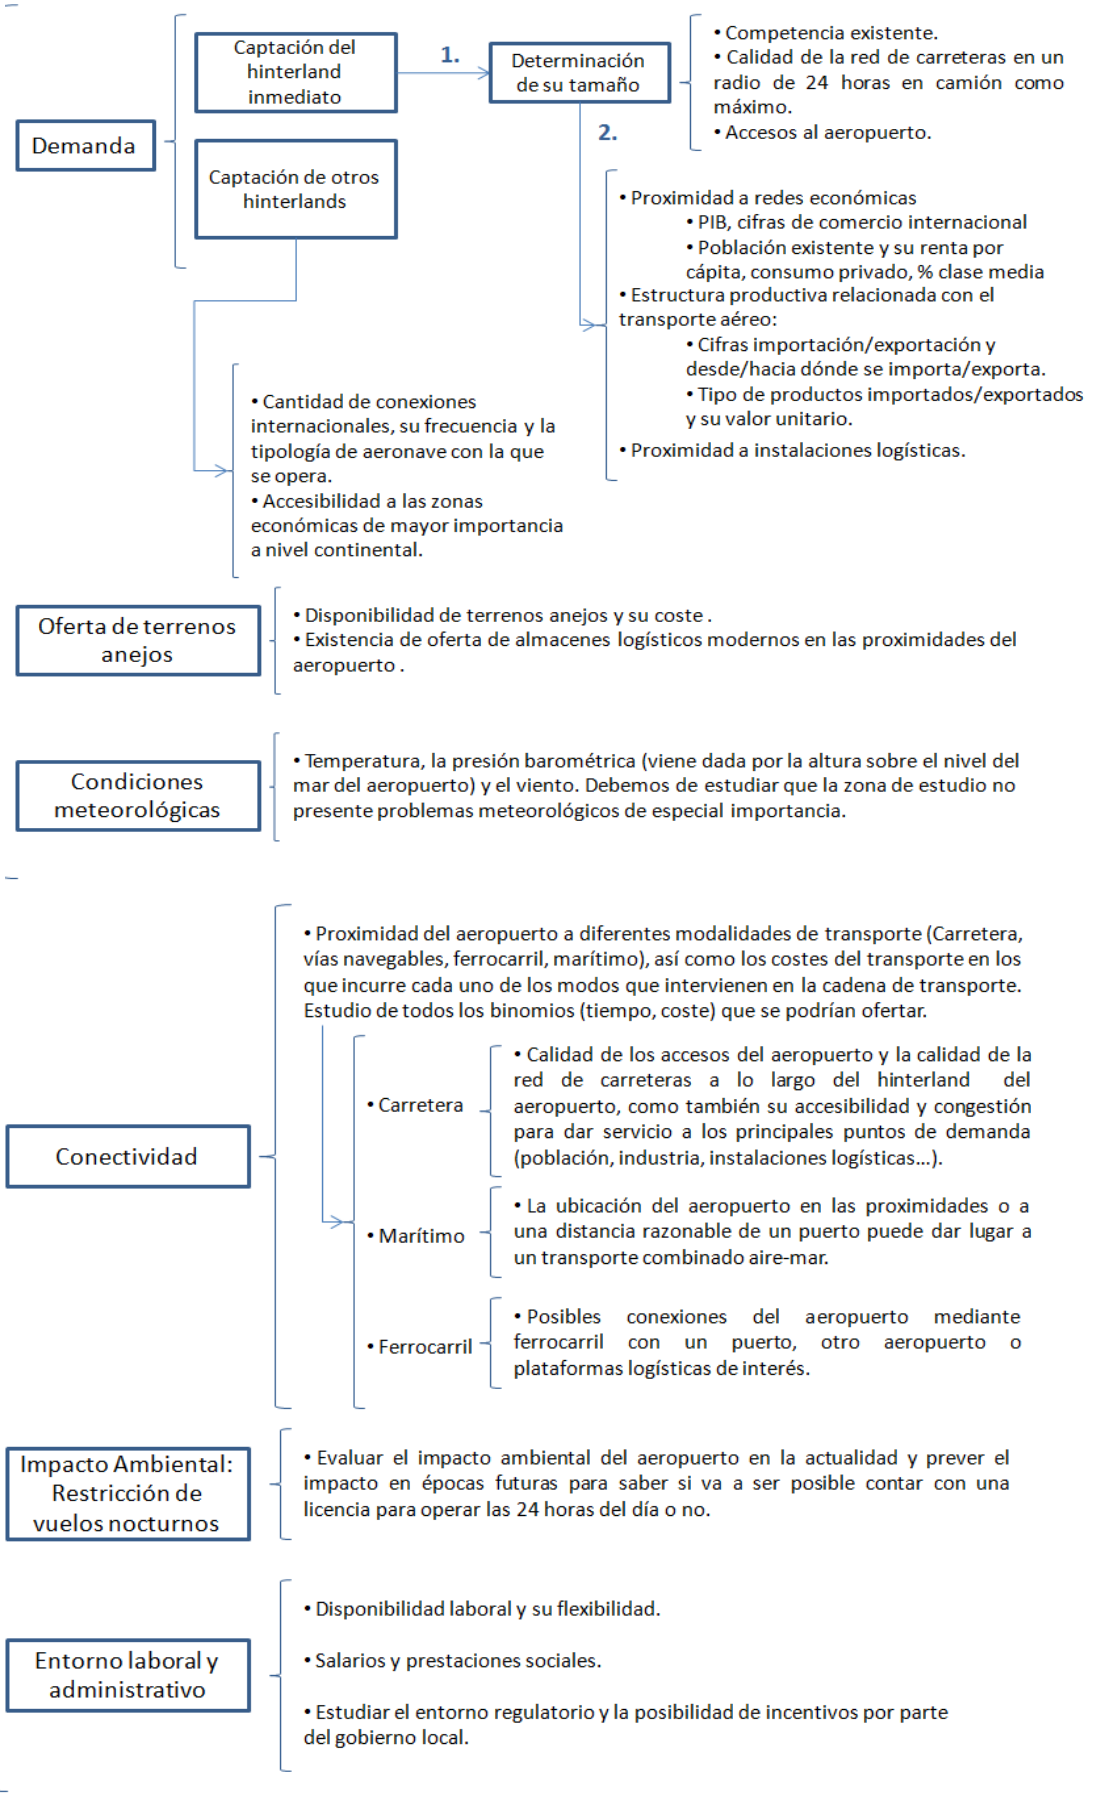 Demanda
Captación del
hinterland
inmediato
1.
Determinación
de su tamaño
• Competencia existente.
• Calidad de la red de carreteras en un
radio de 24 horas en camión como
máximo.
• Accesos al aeropuerto.
2.
Captación de otros
hinterlands
• Proximidad a redes económicas
• PIB, cifras de comercio internacional
• Población existente y su renta por
cápita, consumo privado, % clase media
• Estructura productiva relacionada con el
transporte aéreo:
• Cifras importación/exportación y
desde/hacia dónde se importa/exporta.
• Tipo de productos importados/exportados
y su valor unitario.
• Proximidad a instalaciones logísticas.
• Cantidad de conexiones
internacionales, su frecuencia y la
tipología de aeronave con la que
se opera.
• Accesibilidad a las zonas
económicas de mayor importancia
a nivel continental.
Oferta de terrenos
anejos
• Disponibilidad de terrenos anejos y su coste .
• Existencia de oferta de almacenes logísticos modernos en las proximidades del
aeropuerto .
Condiciones
meteorológicas
• Temperatura, la presión barométrica (viene dada por la altura sobre el nivel del
mar del aeropuerto) y el viento. Debemos de estudiar que la zona de estudio no
presente problemas meteorológicos de especial importancia.
Conectividad
• Proximidad del aeropuerto a diferentes modalidades de transporte (Carretera,
vías navegables, ferrocarril, marítimo), así como los costes del transporte en los
que incurre cada uno de los modos que intervienen en la cadena de transporte.
Estudio de todos los binomios (tiempo, coste) que se podrían ofertar.
• Carretera
• Calidad de los accesos del aeropuerto y la calidad de la
red de carreteras a lo largo del hinterland del
aeropuerto, como también su accesibilidad y congestión
para dar servicio a los principales puntos de demanda
(población, industria, instalaciones logísticas...).
• Marítimo
• La ubicación del aeropuerto en las proximidades o a
una distancia razonable de un puerto puede dar lugar a
un transporte combinado aire-mar.
• Ferrocarril
• Posibles conexiones del aeropuerto mediante
ferrocarril con un puerto, otro aeropuerto o
plataformas logísticas de interés.
Impacto Ambiental:
Restricción de
vuelos nocturnos
• Evaluar el impacto ambiental del aeropuerto en la actualidad y prever el
impacto en épocas futuras para saber si va a ser posible contar con una
licencia para operar las 24 horas del día o no.
Entorno laboral y
administrativo
• Disponibilidad laboral y su flexibilidad.
• Salarios y prestaciones sociales.
• Estudiar el entorno regulatorio y la posibilidad de incentivos por parte
del gobierno local.